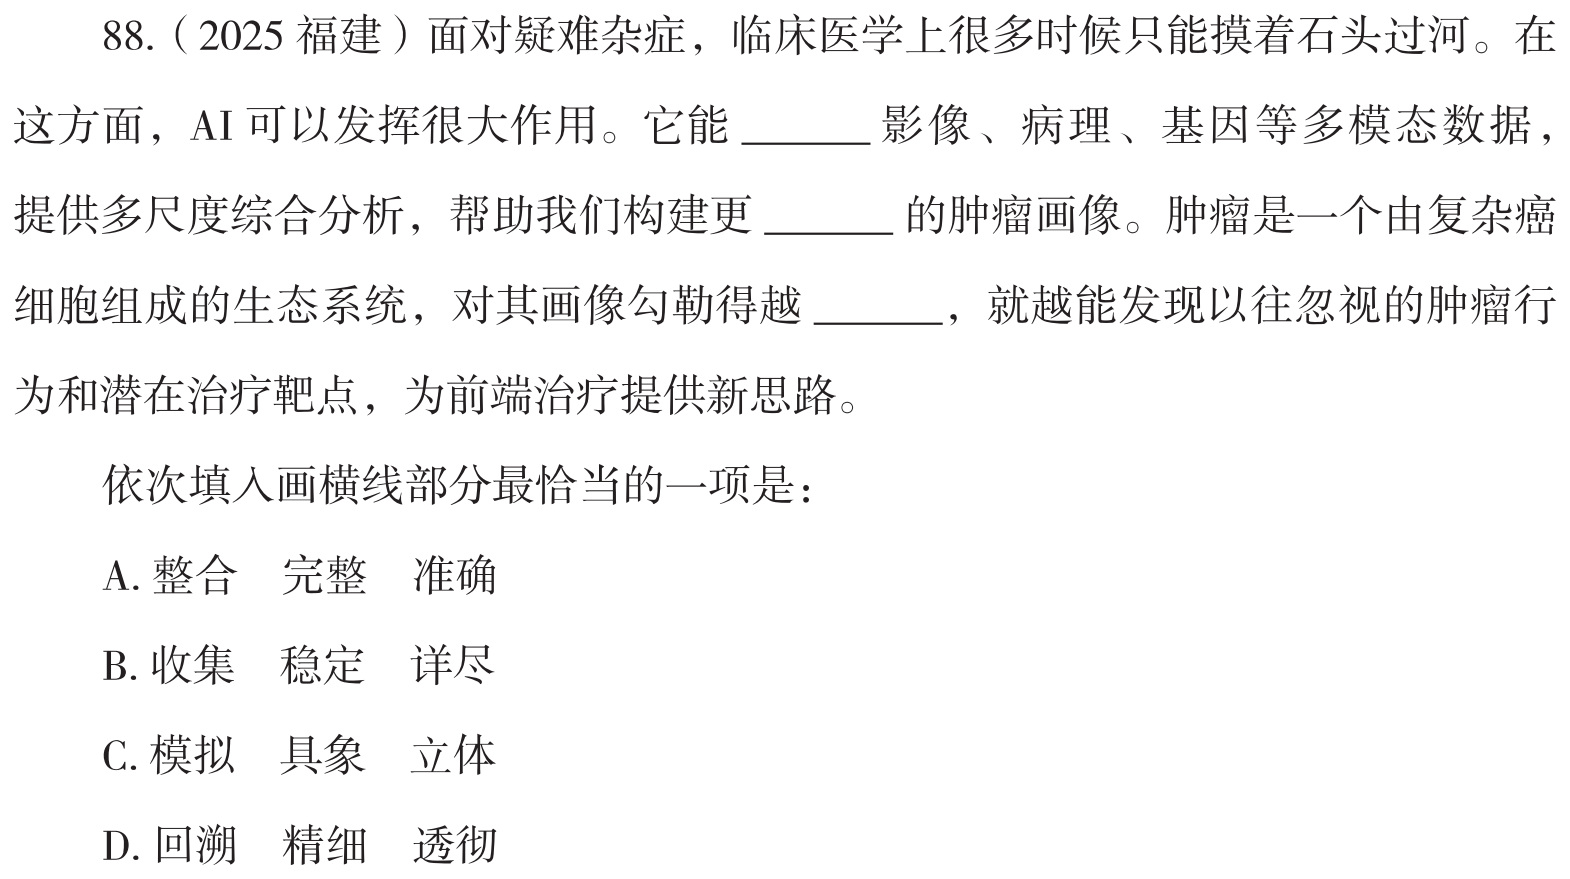 88.（2025 福建）面对疑难杂症，临床医学上很多时候只能摸着石头过河。在
这方面，AI 可以发挥很大作用。它能 ______ 影像、病理、基因等多模态数据，
提供多尺度综合分析，帮助我们构建更 ______ 的肿瘤画像。肿瘤是一个由复杂癌
细胞组成的生态系统，对其画像勾勒得越 ______，就越能发现以往忽视的肿瘤行
为和潜在治疗靶点，为前端治疗提供新思路。
依次填入画横线部分最恰当的一项是：
A. 整合　完整　准确
B. 收集　稳定　详尽
C. 模拟　具象　立体
D. 回溯　精细　透彻